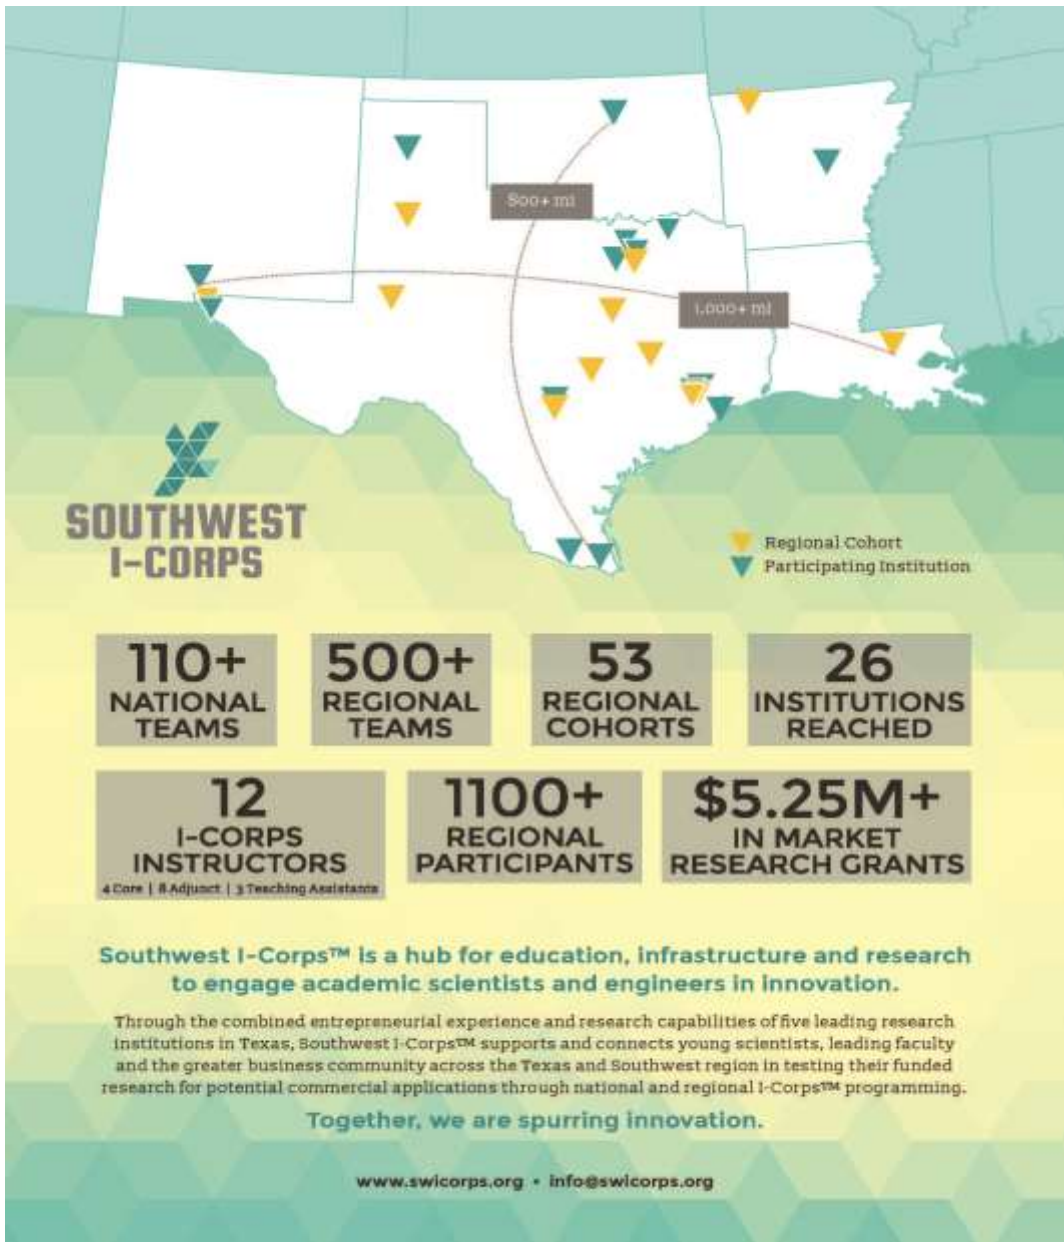 800+ mi
1,000+ mi
SOUTHWEST
I-CORPS
Regional Cohort
Participating Institution
110+
NATIONAL
TEAMS
500+
REGIONAL
TEAMS
53
REGIONAL
COHORTS
26
INSTITUTIONS
REACHED
12
I-CORPS
INSTRUCTORS
4 Core | 8 Adjunct | 3 Teaching Assistants
1100+
REGIONAL
PARTICIPANTS
$5.25M+
IN MARKET
RESEARCH GRANTS
Southwest I-Corps™ is a hub for education, infrastructure and research
to engage academic scientists and engineers in innovation.
Through the combined entrepreneurial experience and research capabilities of five leading research
institutions in Texas, Southwest I-Corps™ supports and connects young scientists, leading faculty
and the greater business community across the Texas and Southwest region in testing their funded
research for potential commercial applications through national and regional I-Corps™ programming.
Together, we are spurring innovation.
www.swicorps.org • info@swicorps.org